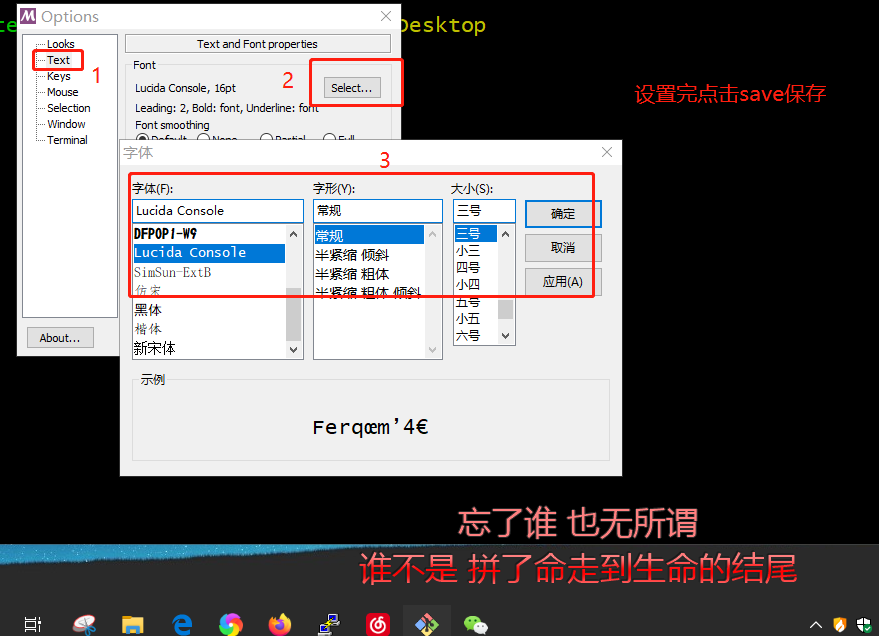 Options
Desktop
Looks
Text
Keys
Mouse
Selection
Window
Terminal
1
Text and Font properties
Font
Lucida Console, 16pt
2
Select...
Leading: 2, Bold: font, Underline: font
Font smoothing
Default
None
Partial
Full
设置完点击save保存
About...
字体
3
字体(F):
字形(Y):
大小(S):
Lucida Console
常规
三号
确定
取消
应用(A)
DFPOP1-W9
Lucida Console
SimSun-ExtB
仿宋
黑体
楷体
新宋体
常规
半紧缩 倾斜
半紧缩 粗体
半紧缩 粗体 倾斜
三号
小三
四号
小四
五号
小五
六号
示例
Ferqœm’4€
忘了谁 也无所谓
谁不是 拼了命走到生命的结尾